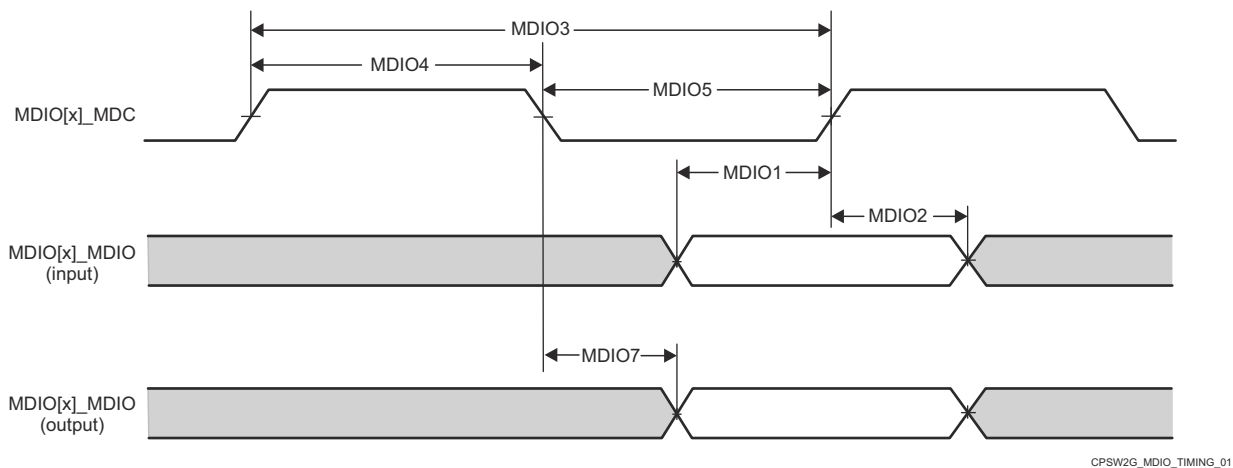 MDIO3
MDIO4
MDIO5
MDIO[x]_MDC
MDIO1
MDIO2
MDIO[x]_MDIO
(input)
MDIO7
MDIO[x]_MDIO
(output)
CPSW2G_MDIO_TIMING_01